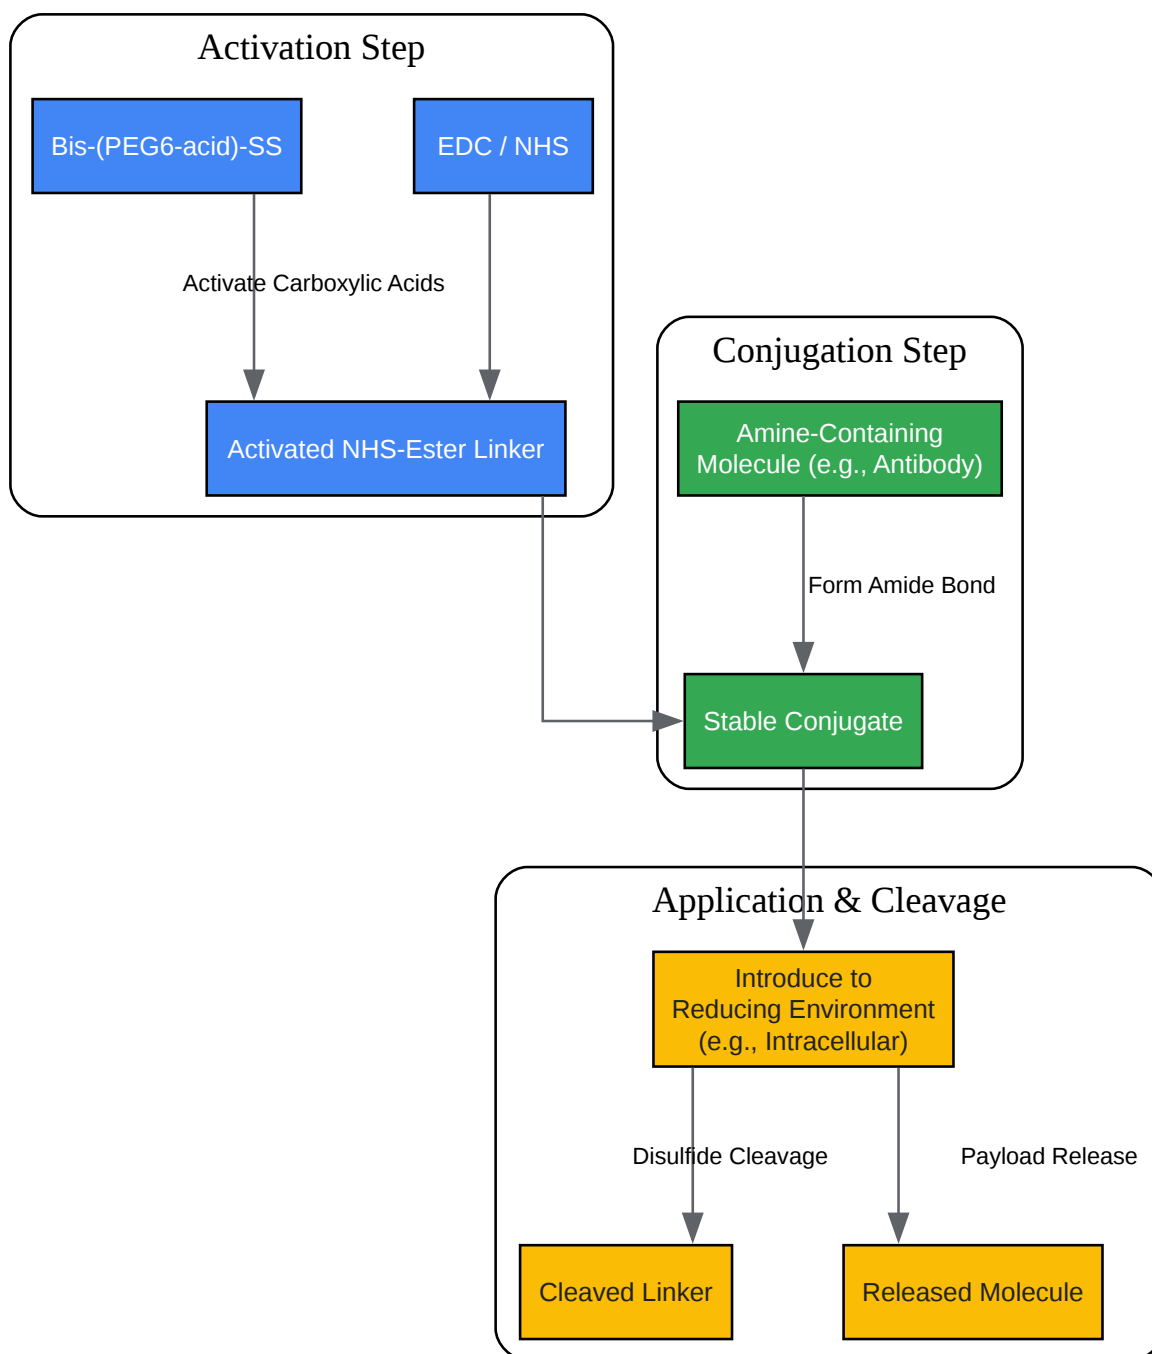 Activation Step
Bis-(PEG6-acid)-SS
EDC / NHS
Activate Carboxylic Acids
Activated NHS-Ester Linker
Conjugation Step
Amine-Containing
Molecule (e.g., Antibody)
Form Amide Bond
Stable Conjugate
Application & Cleavage
Introduce to
Reducing Environment
(e.g., Intracellular)
Disulfide Cleavage
Payload Release
Cleaved Linker
Released Molecule